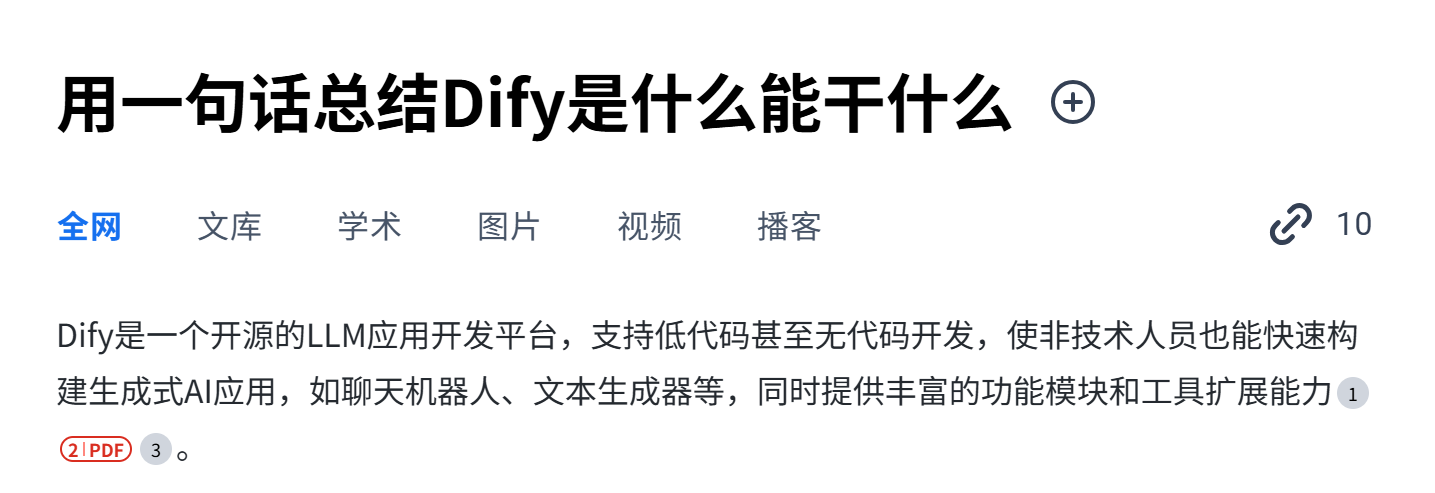 用一句话总结Dify是什么能干什么
全网 文库 学术 图片 视频 播客 10
Dify是一个开源的LLM应用开发平台，支持低代码甚至无代码开发，使非技术人员也能快速构
建生成式AI应用，如聊天机器人、文本生成器等，同时提供丰富的功能模块和工具扩展能力 1
2|PDF 3 。